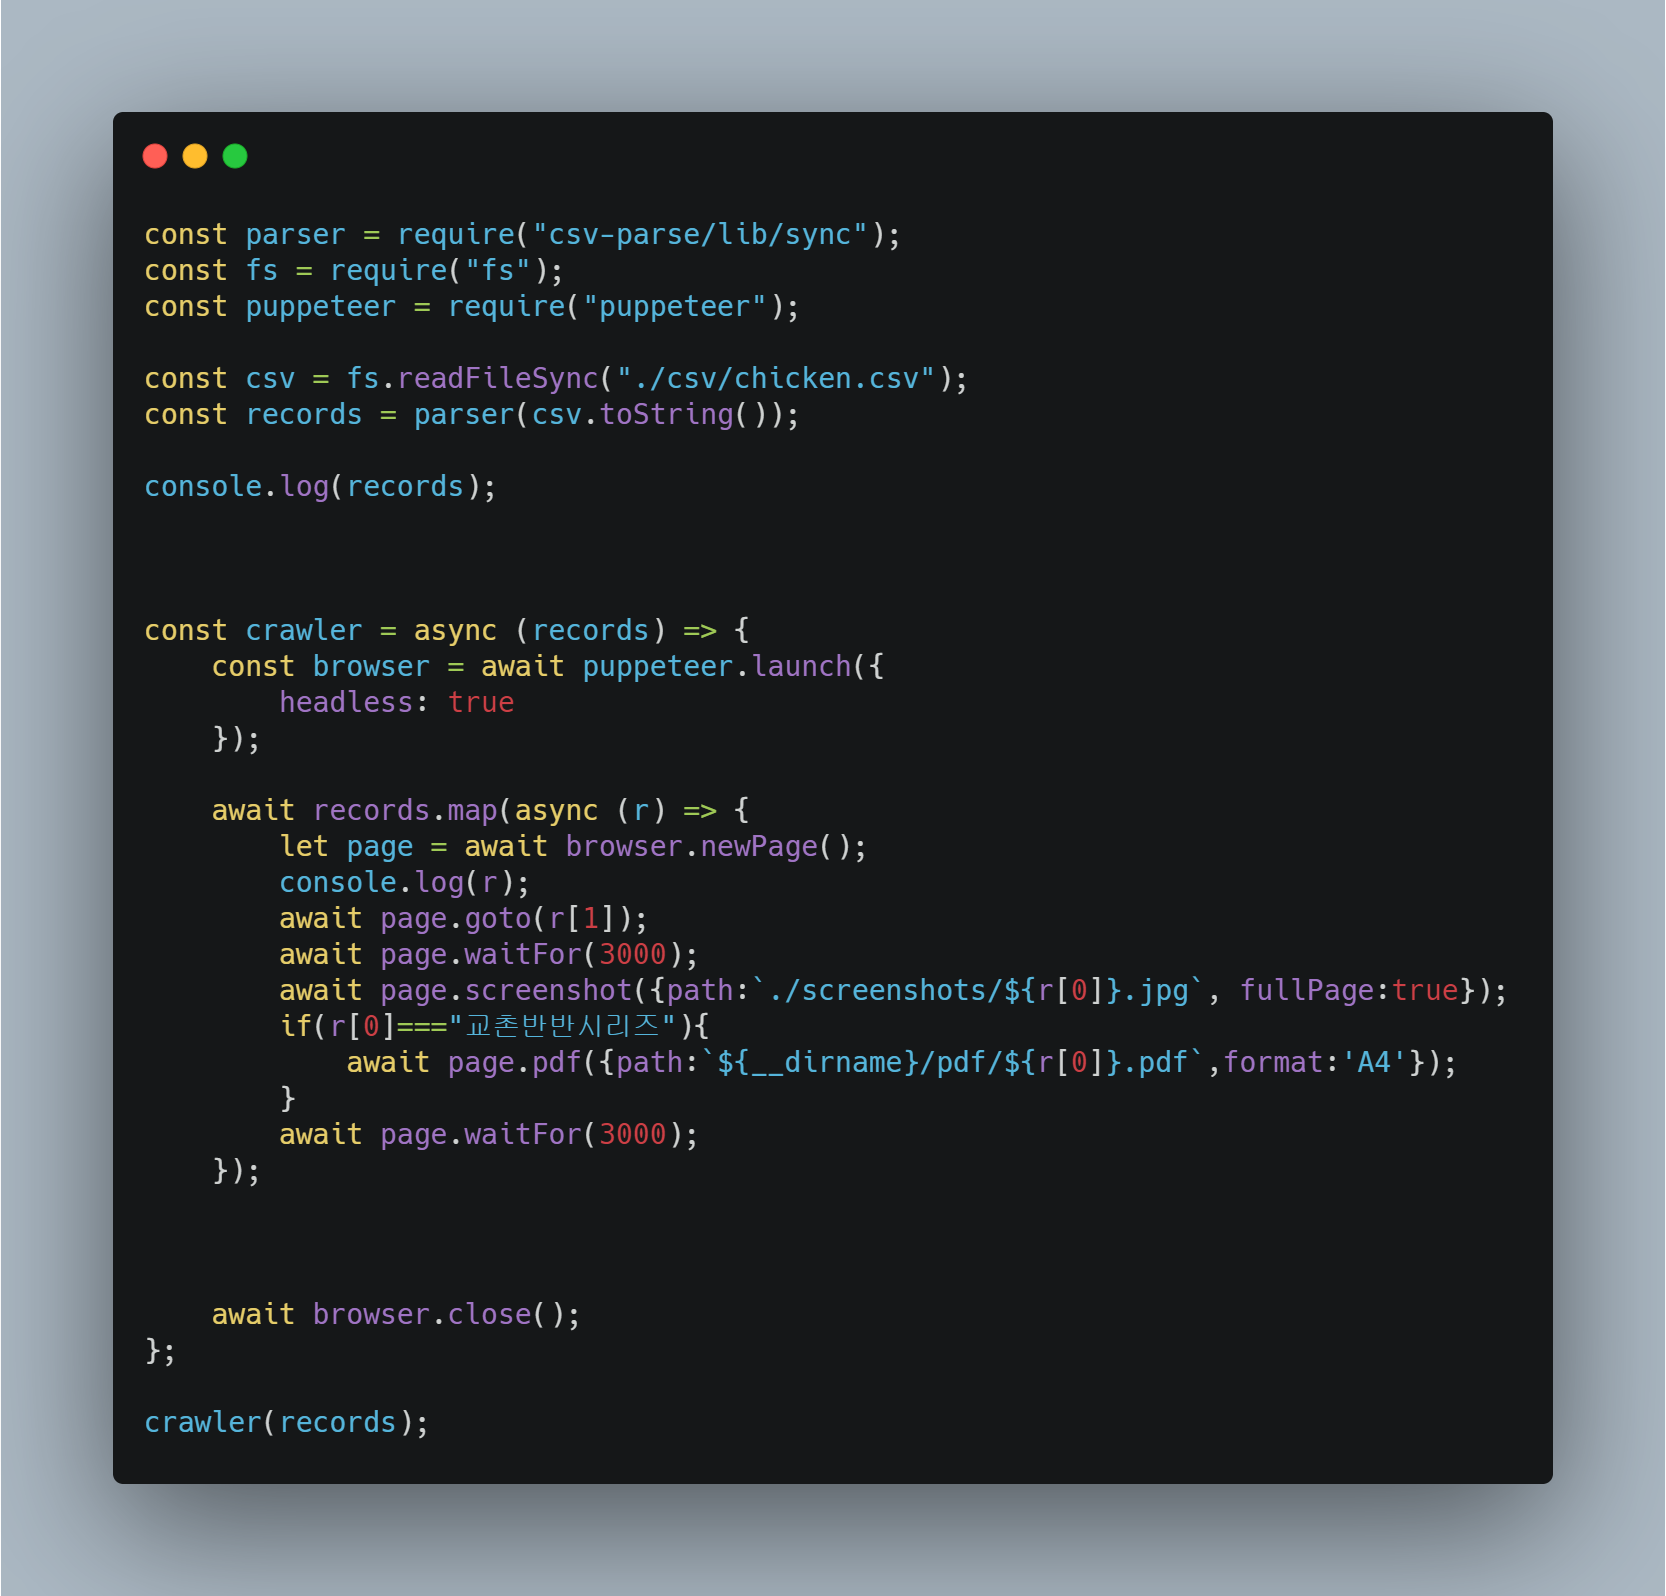 const parser = require("csv-parse/lib/sync");
const fs = require("fs");
const puppeteer = require("puppeteer");
const csv = fs.readFileSync("./csv/chicken.csv");
const records = parser(csv.toString());
console.log(records);
const crawler = async (records) => {
    const browser = await puppeteer.launch({
        headless: true
    });
    await records.map(async (r) => {
        let page = await browser.newPage();
        console.log(r);
        await page.goto(r[1]);
        await page.waitFor(3000);
        await page.screenshot({path:`./screenshots/${r[0]}.jpg`, fullPage:true});
        if(r[0]==="교촌반반시리즈"){
            await page.pdf({path:`${__dirname}/pdf/${r[0]}.pdf`,format:'A4'});
        }
        await page.waitFor(3000);
    });
    await browser.close();
};
crawler(records);